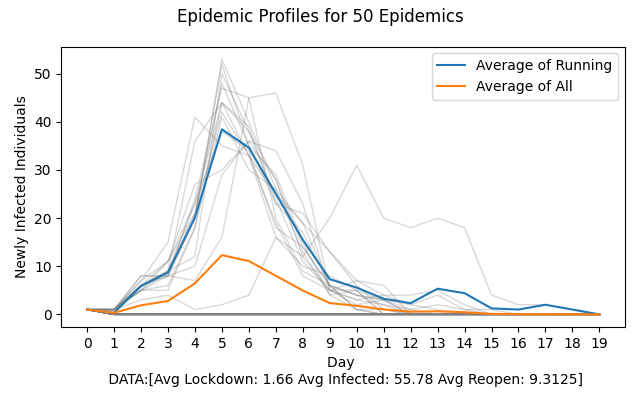 Epidemic Profiles for 50 Epidemics
Average of Running
Average of All
Newly Infected Individuals
50
40
30
20
10
0
0 1 2 3 4 5 6 7 8 9 10 11 12 13 14 15 16 17 18 19
Day
DATA:[Avg Lockdown: 1.66 Avg Infected: 55.78 Avg Reopen: 9.3125]